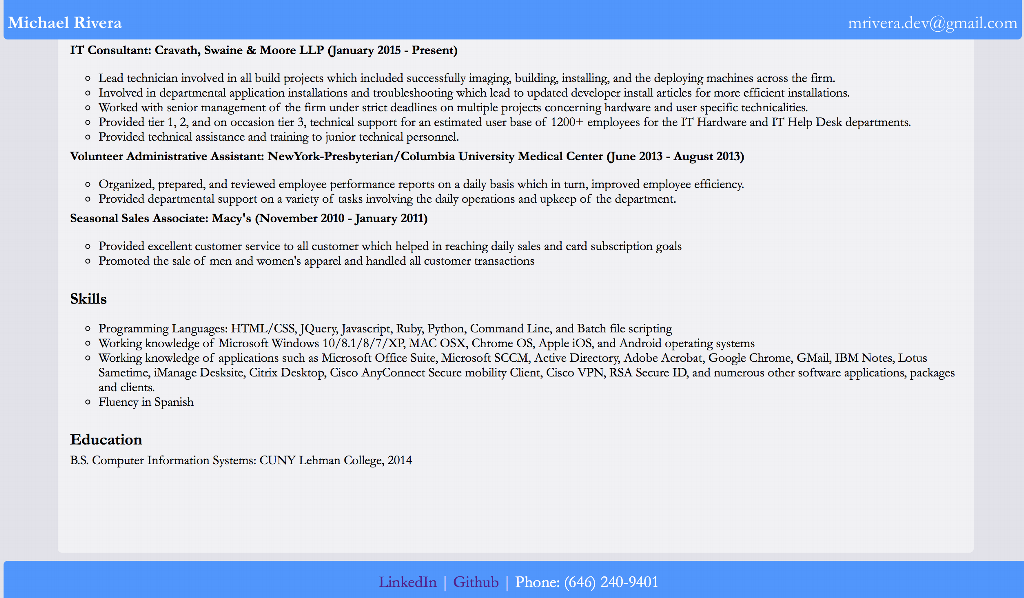 Michael Rivera
mrivera.dev@gmail.com
IT Consultant: Cravath, Swaine & Moore LLP (January 2015 - Present)
Lead technician involved in all build projects which included successfully imaging, building, installing, and the deploying machines across the firm.
Involved in departmental application installations and troubleshooting which lead to updated developer install articles for more efficient installations.
Worked with senior management of the firm under strict deadlines on multiple projects concerning hardware and user specific technicalities.
Provided tier 1, 2, and on occasion tier 3, technical support for an estimated user base of 1200+ employees for the IT Hardware and IT Help Desk departments.
Provided technical assistance and training to junior technical personnel.
Volunteer Administrative Assistant: NewYork-Presbyterian/Columbia University Medical Center (June 2013 - August 2013)
Organized, prepared, and reviewed employee performance reports on a daily basis which in turn, improved employee efficiency.
Provided departmental support on a variety of tasks involving the daily operations and upkeep of the department.
Seasonal Sales Associate: Macy's (November 2010 - January 2011)
Provided excellent customer service to all customer which helped in reaching daily sales and card subscription goals
Promoted the sale of men and women's apparel and handled all customer transactions
Skills
Programming Languages: HTML/CSS, JQuery, Javascript, Ruby, Python, Command Line, and Batch file scripting
Working knowledge of Microsoft Windows 10/8.1/8/7/XP, MAC OSX, Chrome OS, Apple iOS, and Android operating systems
Working knowledge of applications such as Microsoft Office Suite, Microsoft SCCM, Active Directory, Adobe Acrobat, Google Chrome, GMail, IBM Notes, Lotus
Sametime, iManage Desksite, Citrix Desktop, Cisco AnyConnect Secure mobility Client, Cisco VPN, RSA Secure ID, and numerous other software applications, packages
and clients.
Fluency in Spanish
Education
B.S. Computer Information Systems: CUNY Lehman College, 2014
LinkedIn | Github | Phone: (646) 240-9401